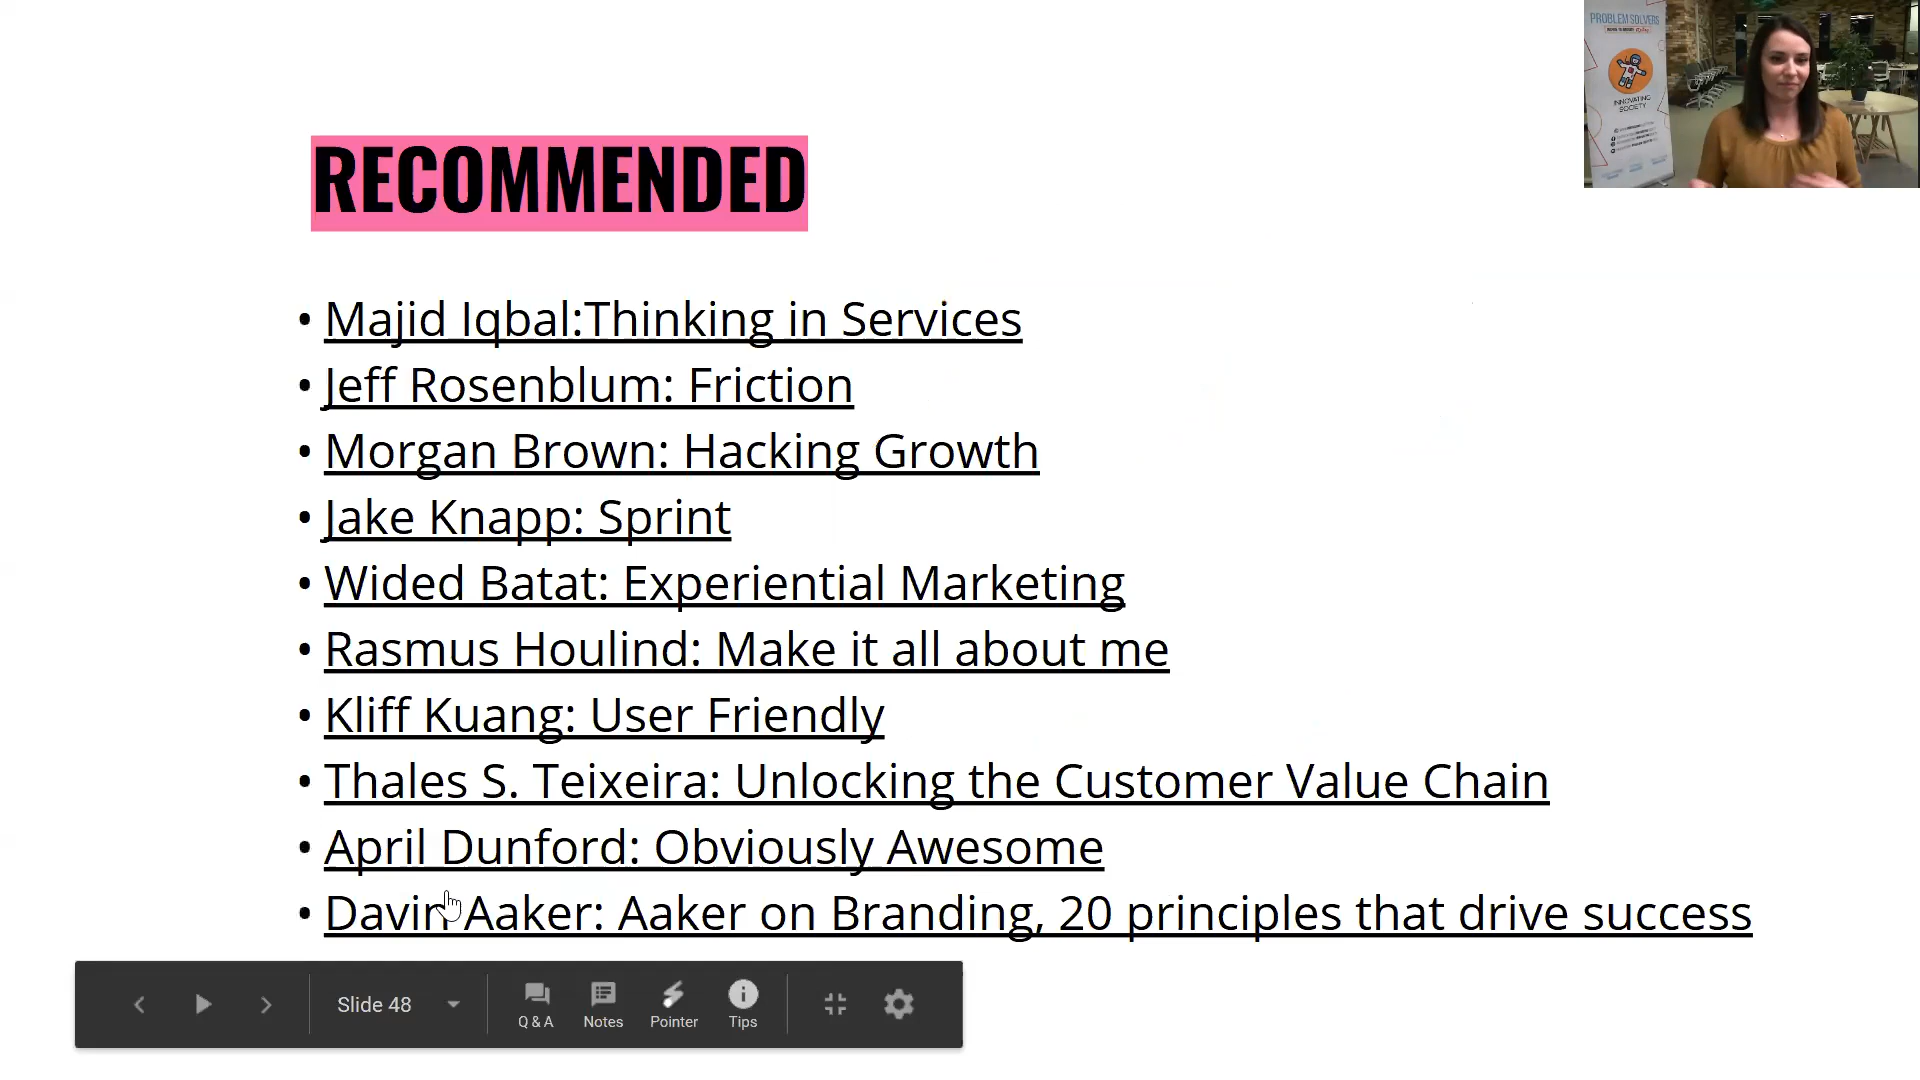 PROBLEM SOLVERS
INNOVATING
SOCIETY
RECOMMENDED
• Majid Iqbal:Thinking in Services
• Jeff Rosenblum: Friction
• Morgan Brown: Hacking Growth
• Jake Knapp: Sprint
• Wided Batat: Experiential Marketing
• Rasmus Houlind: Make it all about me
• Kliff Kuang: User Friendly
• Thales S. Teixeira: Unlocking the Customer Value Chain
• April Dunford: Obviously Awesome
• Davin Aaker: Aaker on Branding, 20 principles that drive success
Slide 48
Q & A
Notes
Pointer
Tips